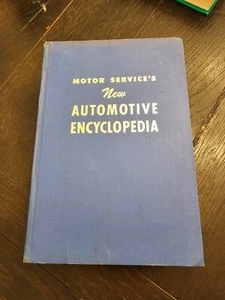 MOTOR SERVICE'S
New
AUTOMOTIVE
ENCYCLOPEDIA